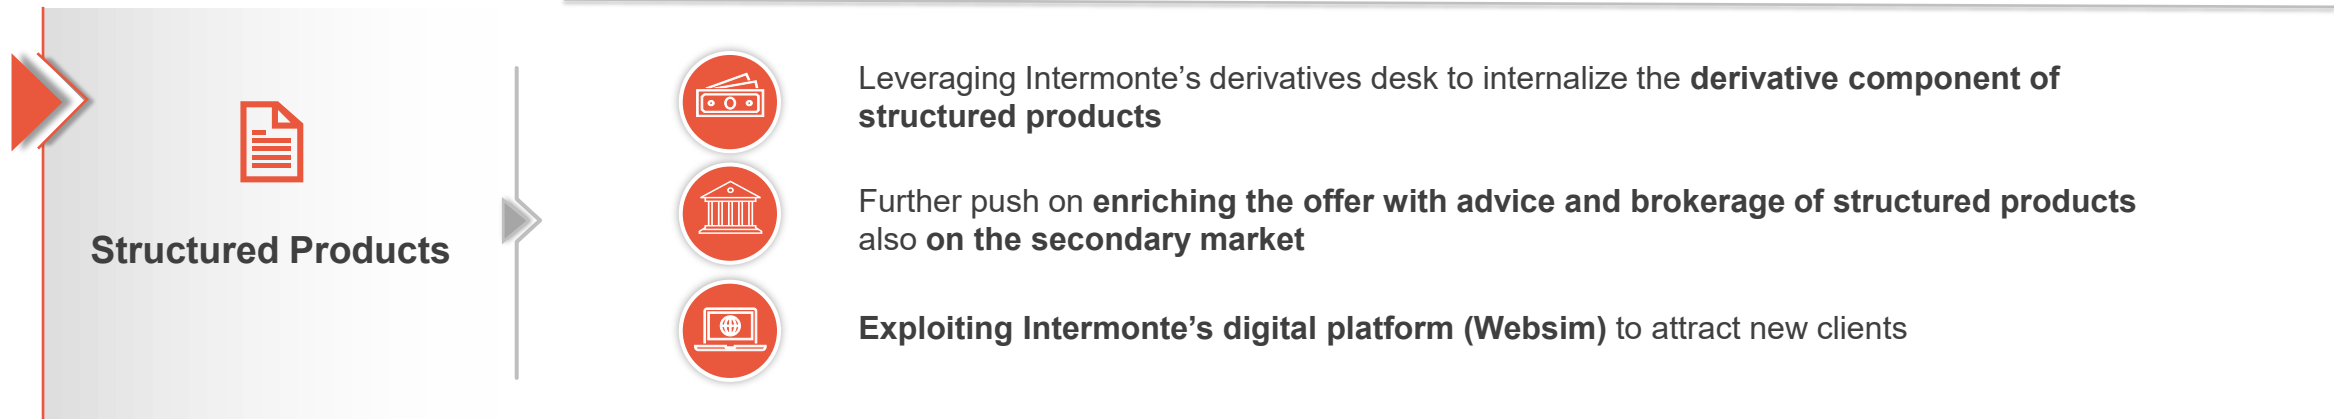 Structured Products
Leveraging Intermonte’s derivatives desk to internalize the derivative component of
structured products
Further push on enriching the offer with advice and brokerage of structured products
also on the secondary market
Exploiting Intermonte’s digital platform (Websim) to attract new clients